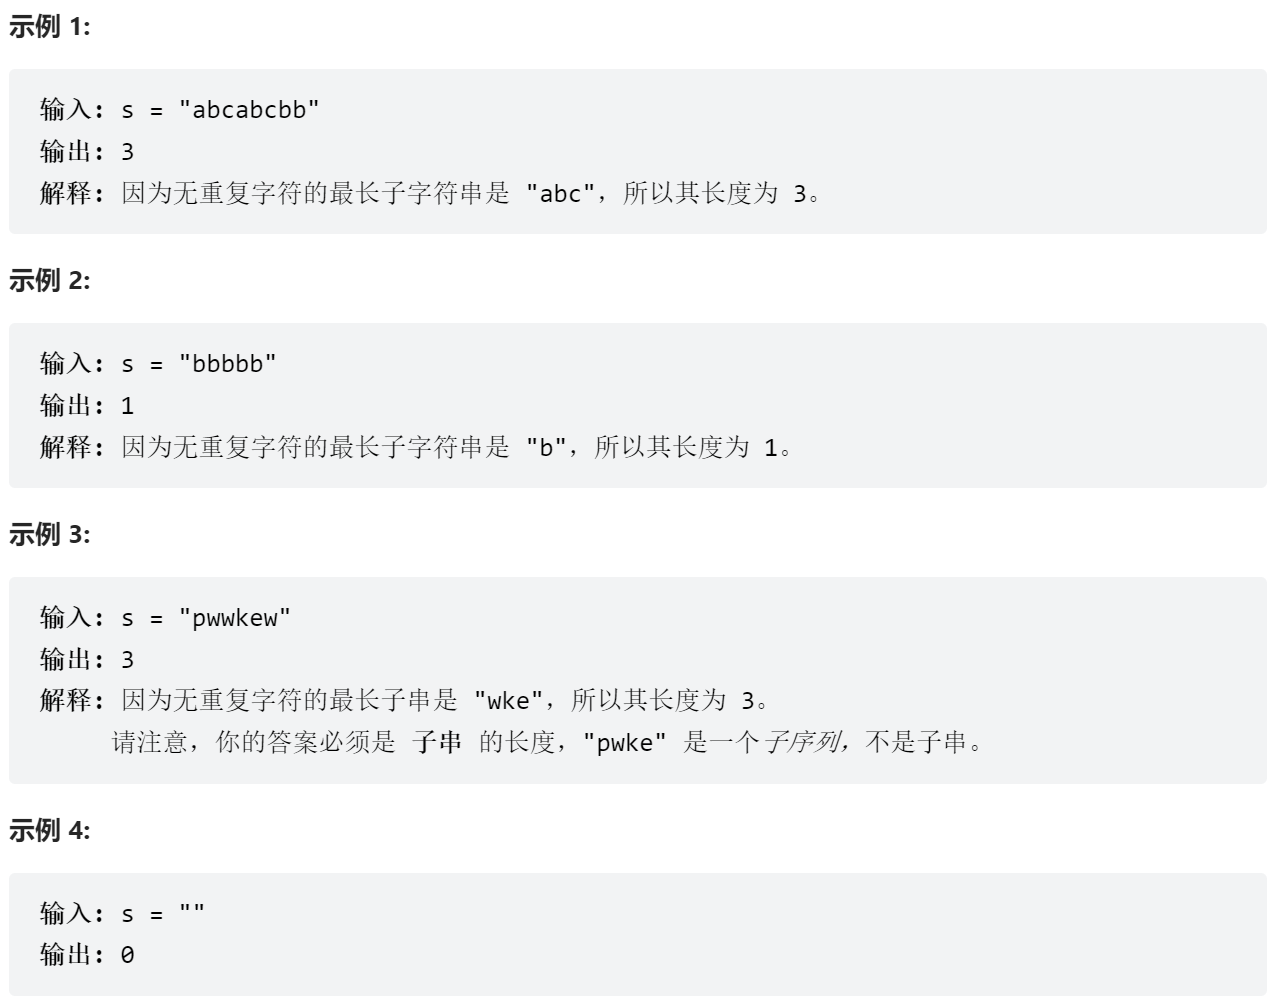 示例 1:
输入: s = "abcabcbb"
输出: 3
解释: 因为无重复字符的最长子字符串是 "abc"，所以其长度为 3。
示例 2:
输入: s = "bbbbb"
输出: 1
解释: 因为无重复字符的最长子字符串是 "b"，所以其长度为 1。
示例 3:
输入: s = "pwwkew"
输出: 3
解释: 因为无重复字符的最长子串是 "wke"，所以其长度为 3。
请注意，你的答案必须是 子串 的长度，"pwke" 是一个子序列，不是子串。
示例 4:
输入: s = ""
输出: 0